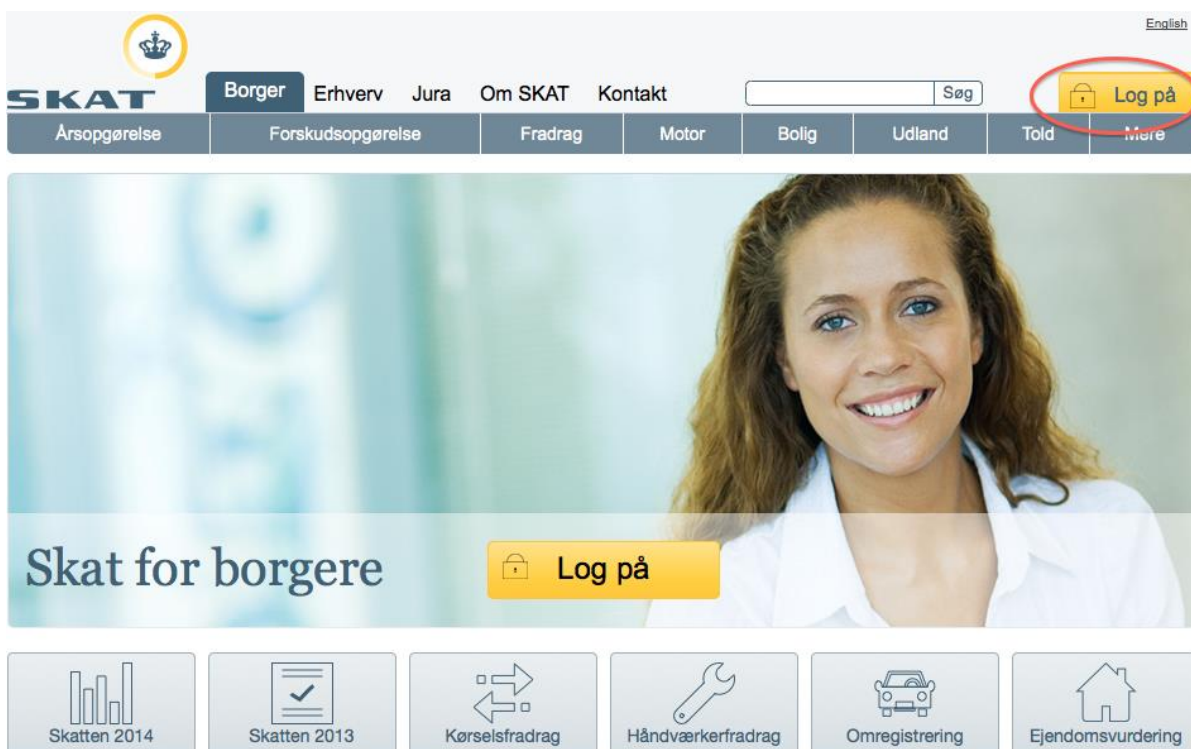 English
SKAT
Borger Erhverv Jura Om SKAT Kontakt Søg Log på
Årsopgørelse Forskudsopgørelse Fradrag Motor Bolig Udland Told Mere
Skat for borgere Log på
Skatten 2014 Skatten 2013 Kørselsfradrag Håndværkerfradrag Omregistrering Ejendomsvurdering